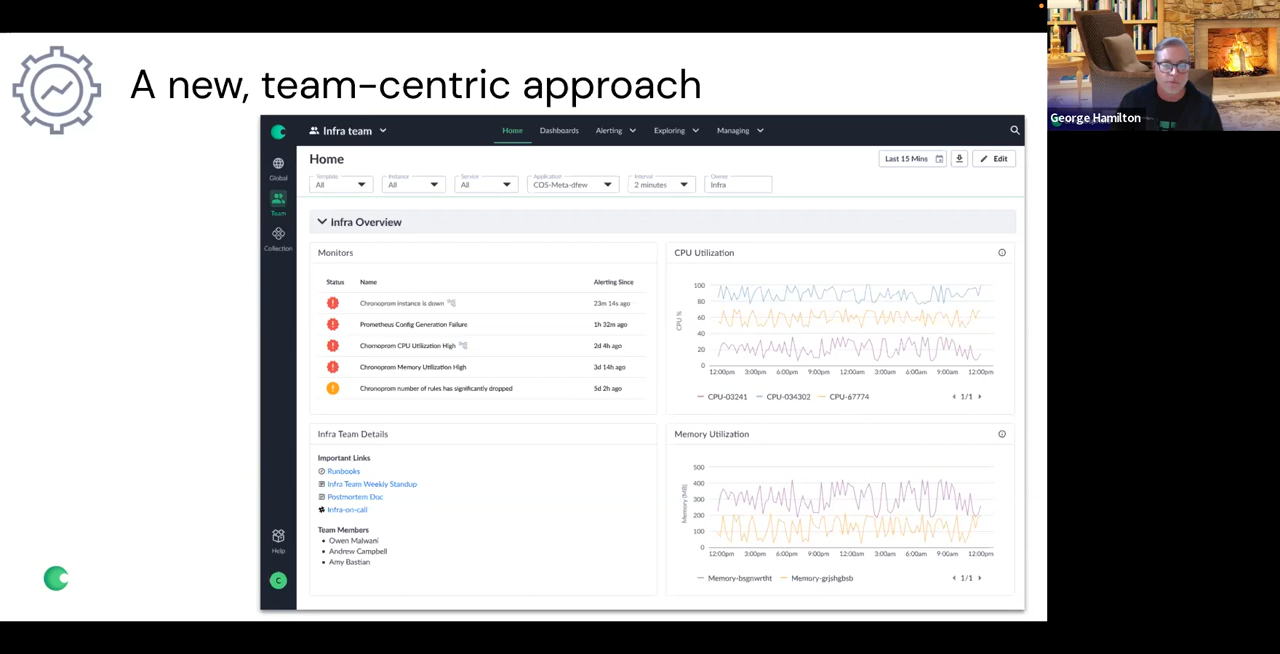 A new, team-centric approach
George Hamilton
Infra team
Home
Dashboards
Alerting
Exploring
Managing
Global
Team
Collection
Help
C
Home
Last 15 Mins
Edit
Template
All
Instance
All
Service
All
Application
COS-Meta-dfew
Interval
2 minutes
Owner
Infra
Infra Overview
Monitors
Status Name Alerting Since
Chronoprom instance is down 23m 14s ago
Prometheus Config Generation Failure 1h 32m ago
Chornoprom CPU Utilization High 2d 4h ago
Chronoprom Memory Utilization High 3d 14h ago
Chronoprom number of rules has significantly dropped 5d 2h ago
CPU Utilization
CPU %
100
80
60
40
20
0
12:00pm 3:00pm 6:00pm 9:00pm 12:00am 3:00am 6:00am 9:00am 12:00pm
CPU-03241 CPU-034302 CPU-67774
1/1
Infra Team Details
Important Links
Runbooks
Infra Team Weekly Standup
Postmortem Doc
Infra-on-call
Team Members
• Owen Malwani
• Andrew Campbell
• Amy Bastian
Memory Utilization
Memory (MB)
500
400
300
200
100
0
12:00pm 3:00pm 6:00pm 9:00pm 12:00am 3:00am 6:00am 9:00am 12:00pm
Memory-bsgnwrtht Memory-grjshgbsb
1/1